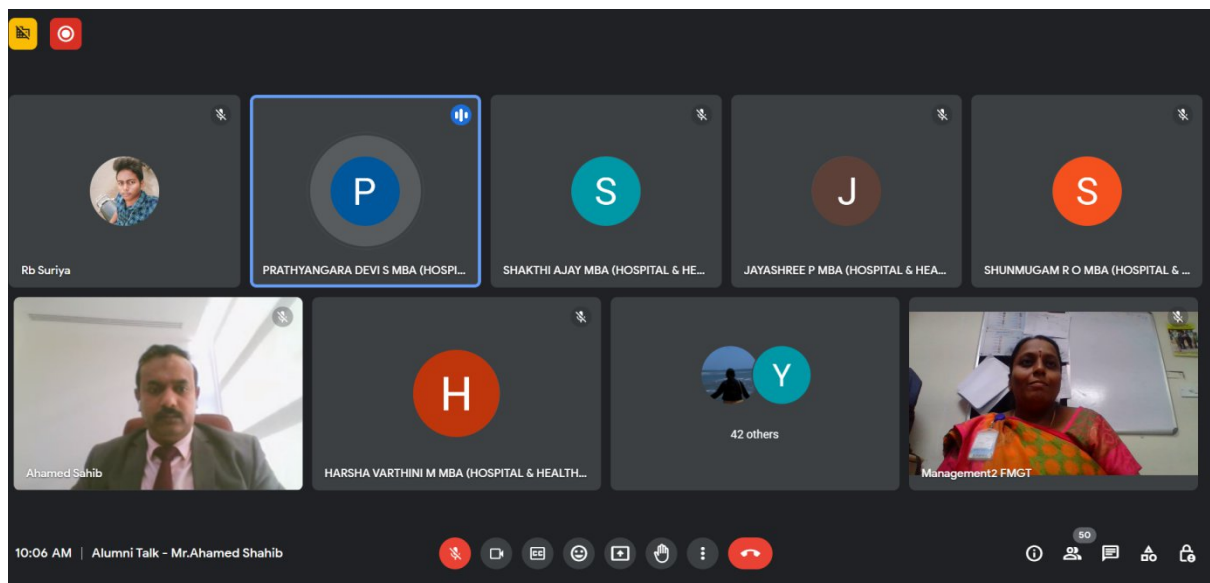 P
S
J
S
Rb Suriya
PRATHYANGARA DEVI S MBA (HOSPI...
SHAKTHI AJAY MBA (HOSPITAL & HE...
JAYASHREE P MBA (HOSPITAL & HEA...
SHUNMUGAM R O MBA (HOSPITAL & ...
H
Y
42 others
Ahamed Sahib
HARSHA VARTHINI M MBA (HOSPITAL & HEALTH...
Management2 FMGT
50
10:06 AM | Alumni Talk - Mr.Ahamed Shahib
CC